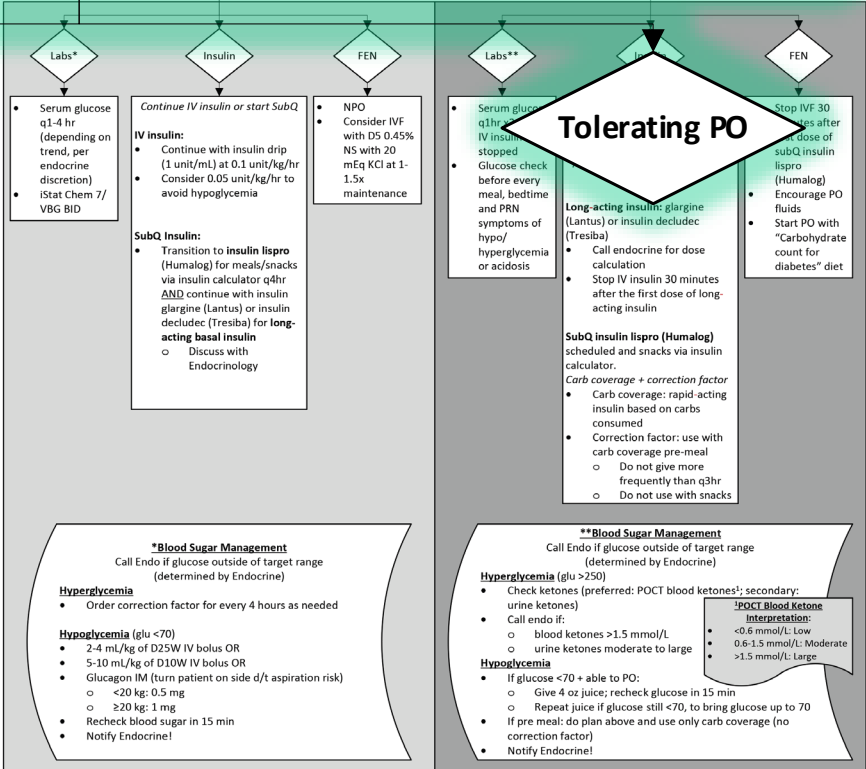 Labs*
Insulin
FEN
Labs**
FEN
Tolerating PO
• Serum glucose
q1-4 hr
(depending on
trend, per
endocrine
discretion)
• iStat Chem 7/
VBG BID
Continue IV insulin or start SubQ
IV insulin:
• Continue with insulin drip
(1 unit/mL) at 0.1 unit/kg/hr
• Consider 0.05 unit/kg/hr to
avoid hypoglycemia
SubQ Insulin:
• Transition to insulin lispro
(Humalog) for meals/snacks
via insulin calculator q4hr
AND continue with insulin
glargine (Lantus) or insulin
decludec (Tresiba) for long-
acting basal insulin
o Discuss with
Endocrinology
• NPO
• Consider IVF
with D5 0.45%
NS with 20
mEq KCl at 1-
1.5x
maintenance
• Serum
q1hr
IV
stopped
• Glucose check
before every
meal, bedtime
and PRN
symptoms of
hypo/
hyperglycemia
or acidosis
Long-acting insulin: glargine
(Lantus) or insulin decludec
(Tresiba)
• Call endocrine for dose
calculation
• Stop IV insulin 30 minutes
after the first dose of long-
acting insulin
SubQ insulin lispro (Humalog)
scheduled and snacks via insulin
calculator.
Carb coverage + correction factor
• Carb coverage: rapid-acting
insulin based on carbs
consumed
• Correction factor: use with
carb coverage pre-meal
o Do not give more
frequently than q3hr
o Do not use with snacks
Stop IVF 30
after
dose of
subQ insulin
lispro
(Humalog)
• Encourage PO
fluids
• Start PO with
“Carbohydrate
count for
diabetes” diet
*Blood Sugar Management
Call Endo if glucose outside of target range
(determined by Endocrine)
Hyperglycemia
• Order correction factor for every 4 hours as needed
Hypoglycemia (glu <70)
• 2-4 mL/kg of D25W IV bolus OR
• 5-10 mL/kg of D10W IV bolus OR
• Glucagon IM (turn patient on side d/t aspiration risk)
o <20 kg: 0.5 mg
o ≥20 kg: 1 mg
• Recheck blood sugar in 15 min
• Notify Endocrine!
**Blood Sugar Management
Call Endo if glucose outside of target range
(determined by Endocrine)
Hyperglycemia (glu >250)
• Check ketones (preferred: POCT blood ketones¹; secondary:
urine ketones)
• Call endo if:
o blood ketones >1.5 mmol/L
o urine ketones moderate to large
Hypoglycemia
• If glucose <70 + able to PO:
o Give 4 oz juice; recheck glucose in 15 min
o Repeat juice if glucose still <70, to bring glucose up to 70
• If pre meal: do plan above and use only carb coverage (no
correction factor)
• Notify Endocrine!
¹POCT Blood Ketone
Interpretation:
• <0.6 mmol/L: Low
• 0.6-1.5 mmol/L: Moderate
• >1.5 mmol/L: Large